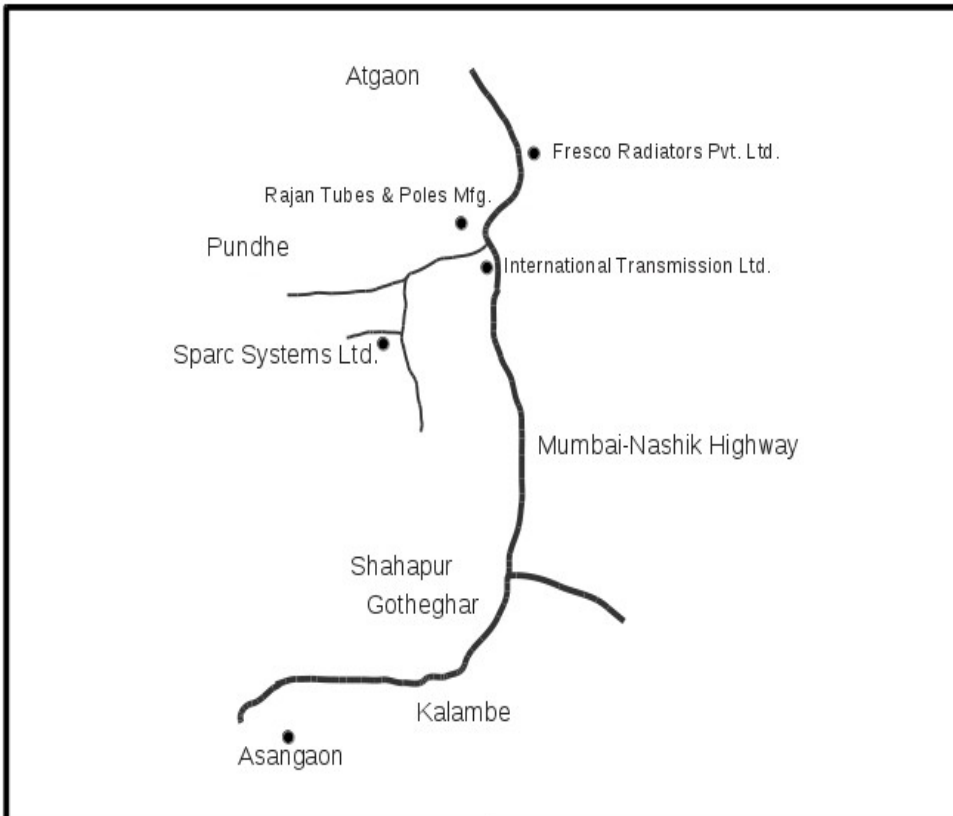 Atgaon
Fresco Radiators Pvt. Ltd.
Rajan Tubes & Poles Mfg.
Pundhe
International Transmission Ltd.
Sparc Systems Ltd.
Mumbai-Nashik Highway
Shahapur
Gotheghar
Kalambe
Asangaon